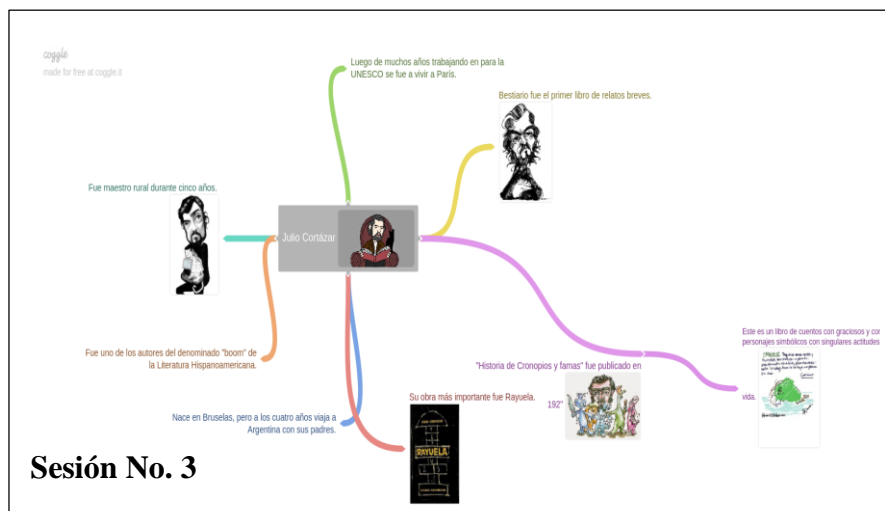 coggle
made for free at coggle.it
Luego de muchos años trabajando en para la
UNESCO se fue a vivir a París.
Bestiario fue el primer libro de relatos breves.
Fue maestro rural durante cinco años.
Julio Cortázar
Este es un libro de cuentos con graciosos y cor
personajes simbólicos con singulares actitudes
vida.
Fue uno de los autores del denominado "boom" de
la Literatura Hispanoamericana.
"Historia de Cronopios y famas" fue publicado en
192"
Su obra más importante fue Rayuela.
RAYUELA
Nace en Bruselas, pero a los cuatro años viaja a
Argentina con sus padres.
Sesión No. 3